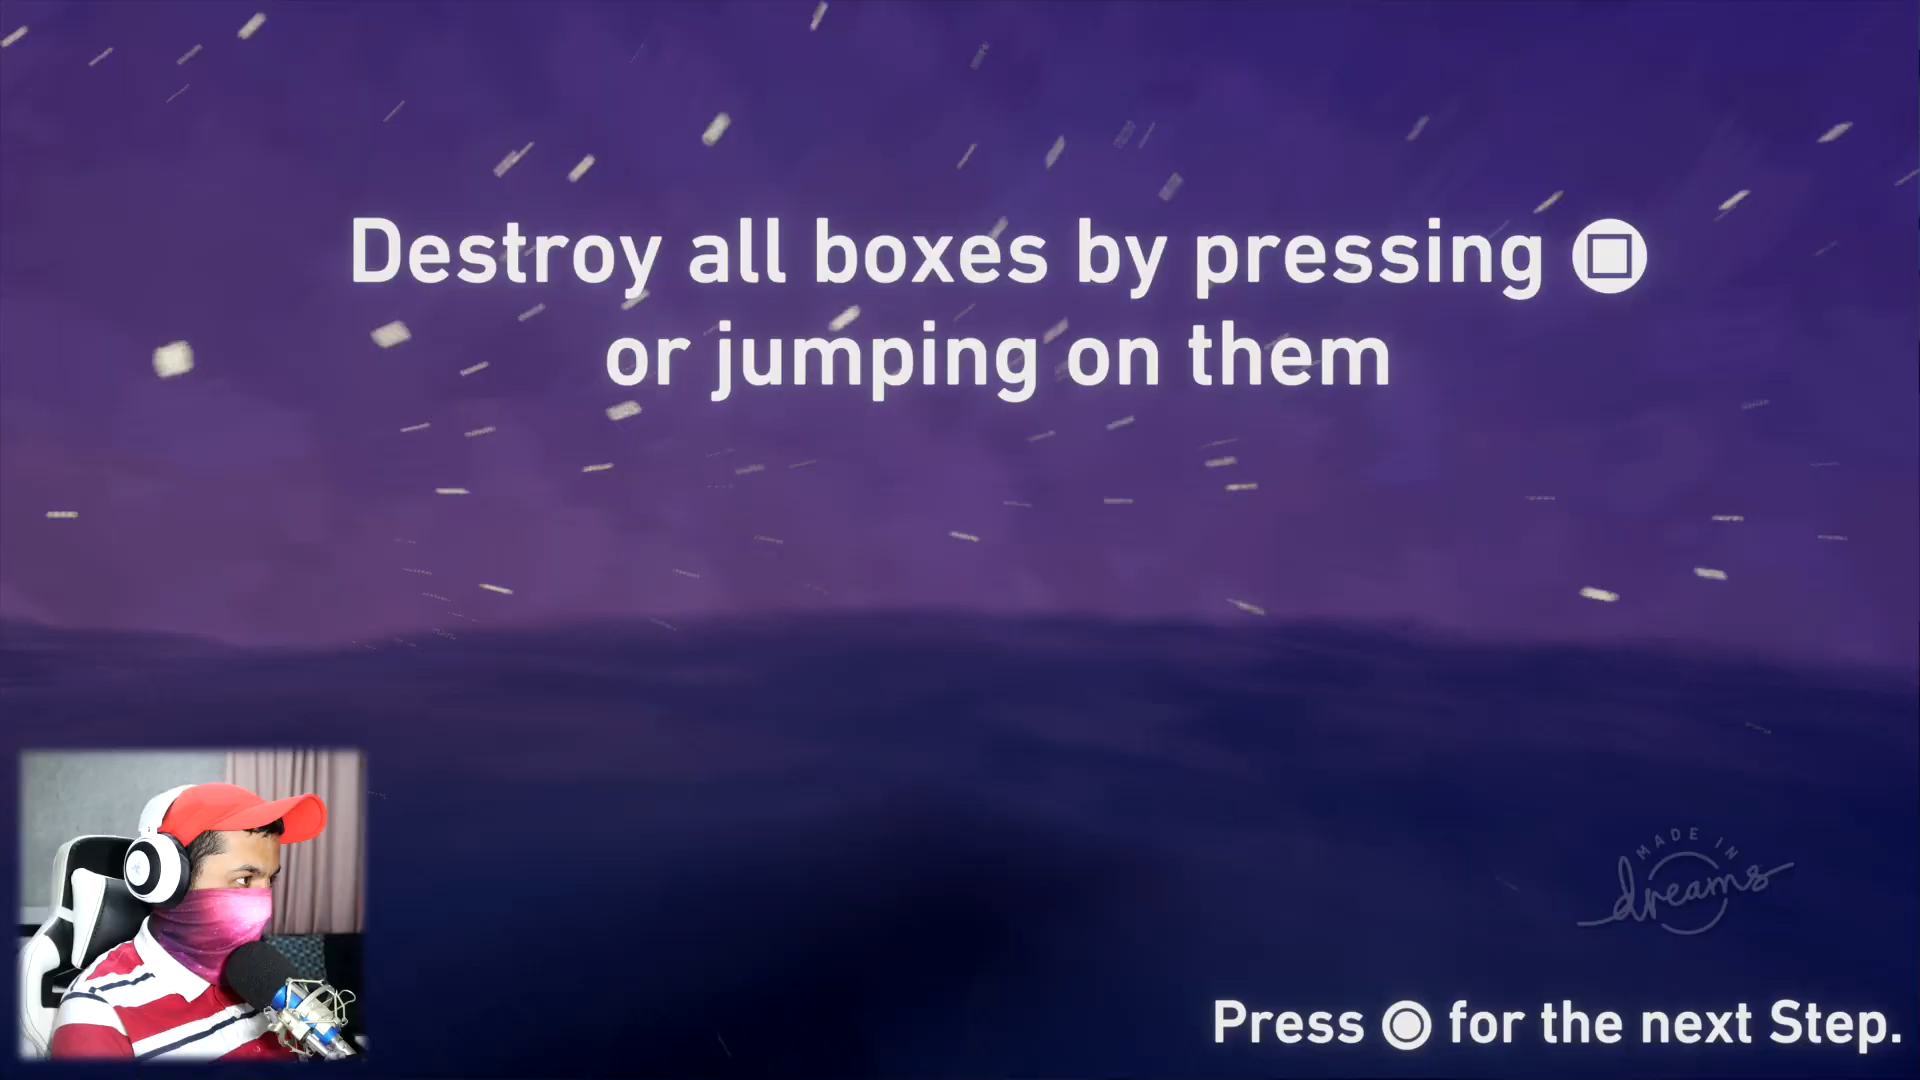 Destroy all boxes by pressing
or jumping on them
MADE IN
dreams
Press for the next Step.